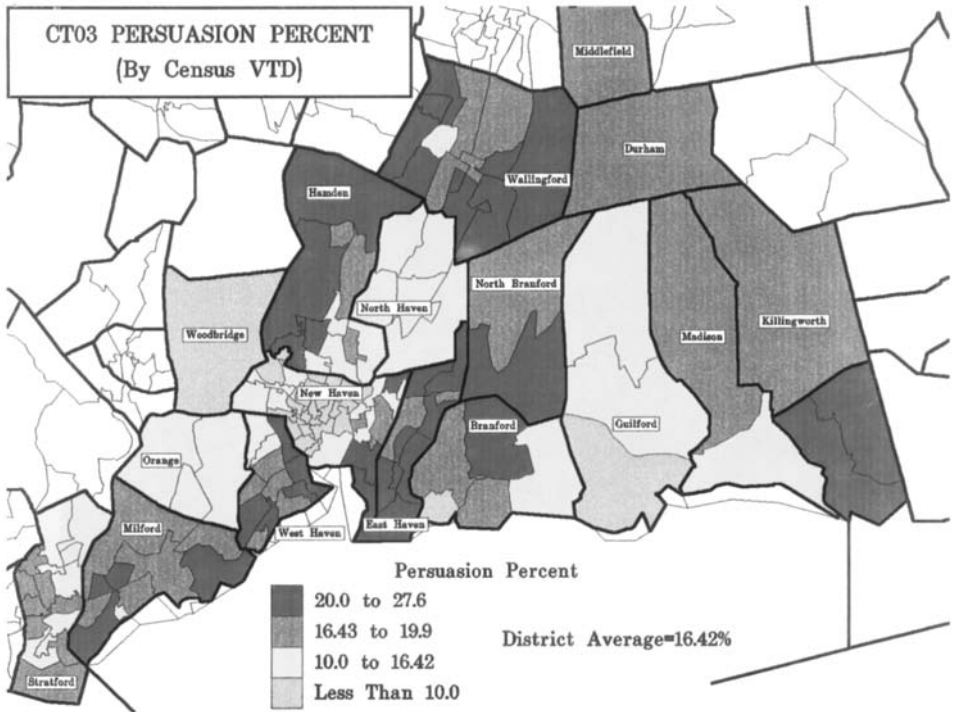 CT03 PERSUASION PERCENT
(By Census VTD)
Middlefield
Durham
Wallingford
Hamden
North Haven
North Branford
Woodbridge
Killingworth
Madison
New Haven
Branford
Guilford
Orange
Milford
West Haven
East Haven
Stratford
Persuasion Percent
20.0 to 27.6
16.43 to 19.9
10.0 to 16.42
Less Than 10.0
District Average=16.42%